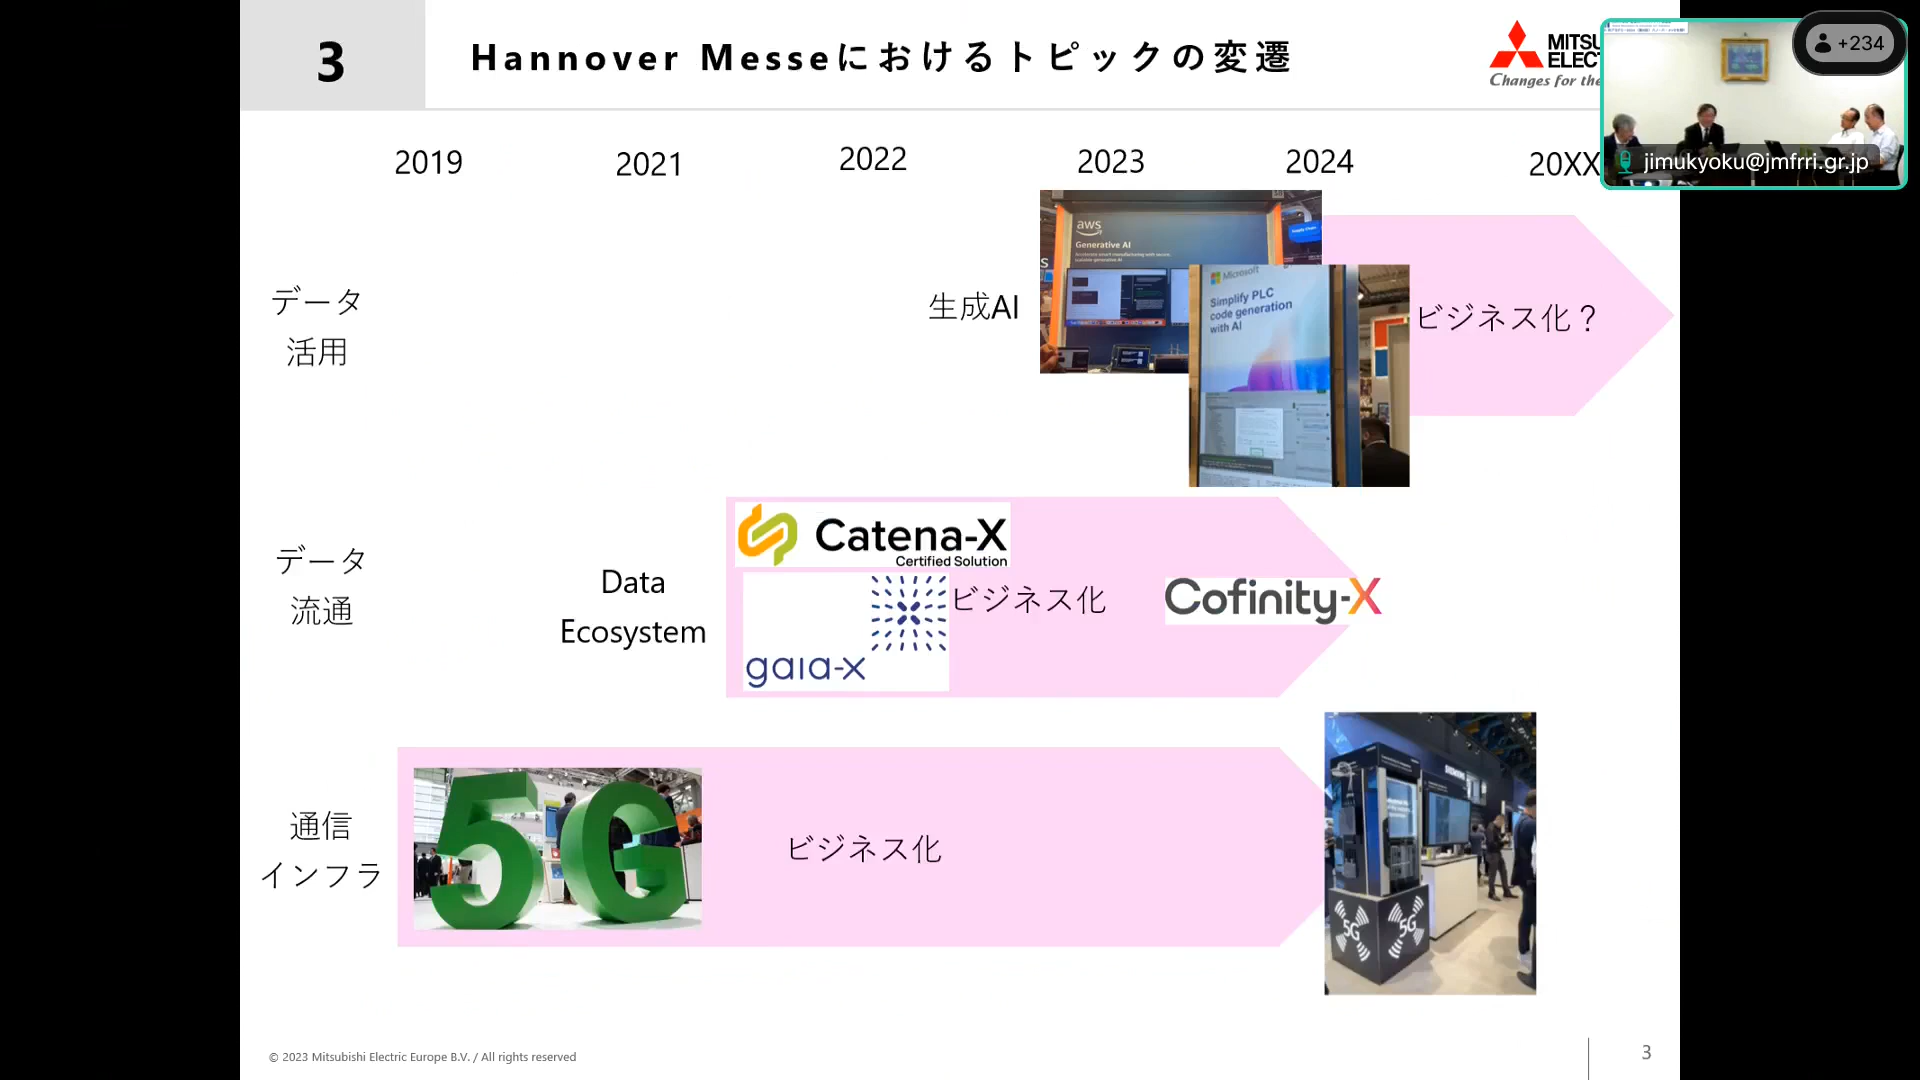 3
Hannover Messeにおけるトピックの変遷
MITSU
ELEC
Changes for the
+234
jimukyoku@jmfrri.gr.jp
2019
2021
2022
2023
2024
20XX
データ
活用
生成AI
aws
Generative AI
Microsoft
Simplify PLC
code generation
with AI
ビジネス化？
データ
流通
Data
Ecosystem
Catena-X
Certified Solution
gaia-x
ビジネス化
Cofinity-X
通信
インフラ
5G
ビジネス化
SIEMENS
5G
5G
© 2023 Mitsubishi Electric Europe B.V. / All rights reserved
3